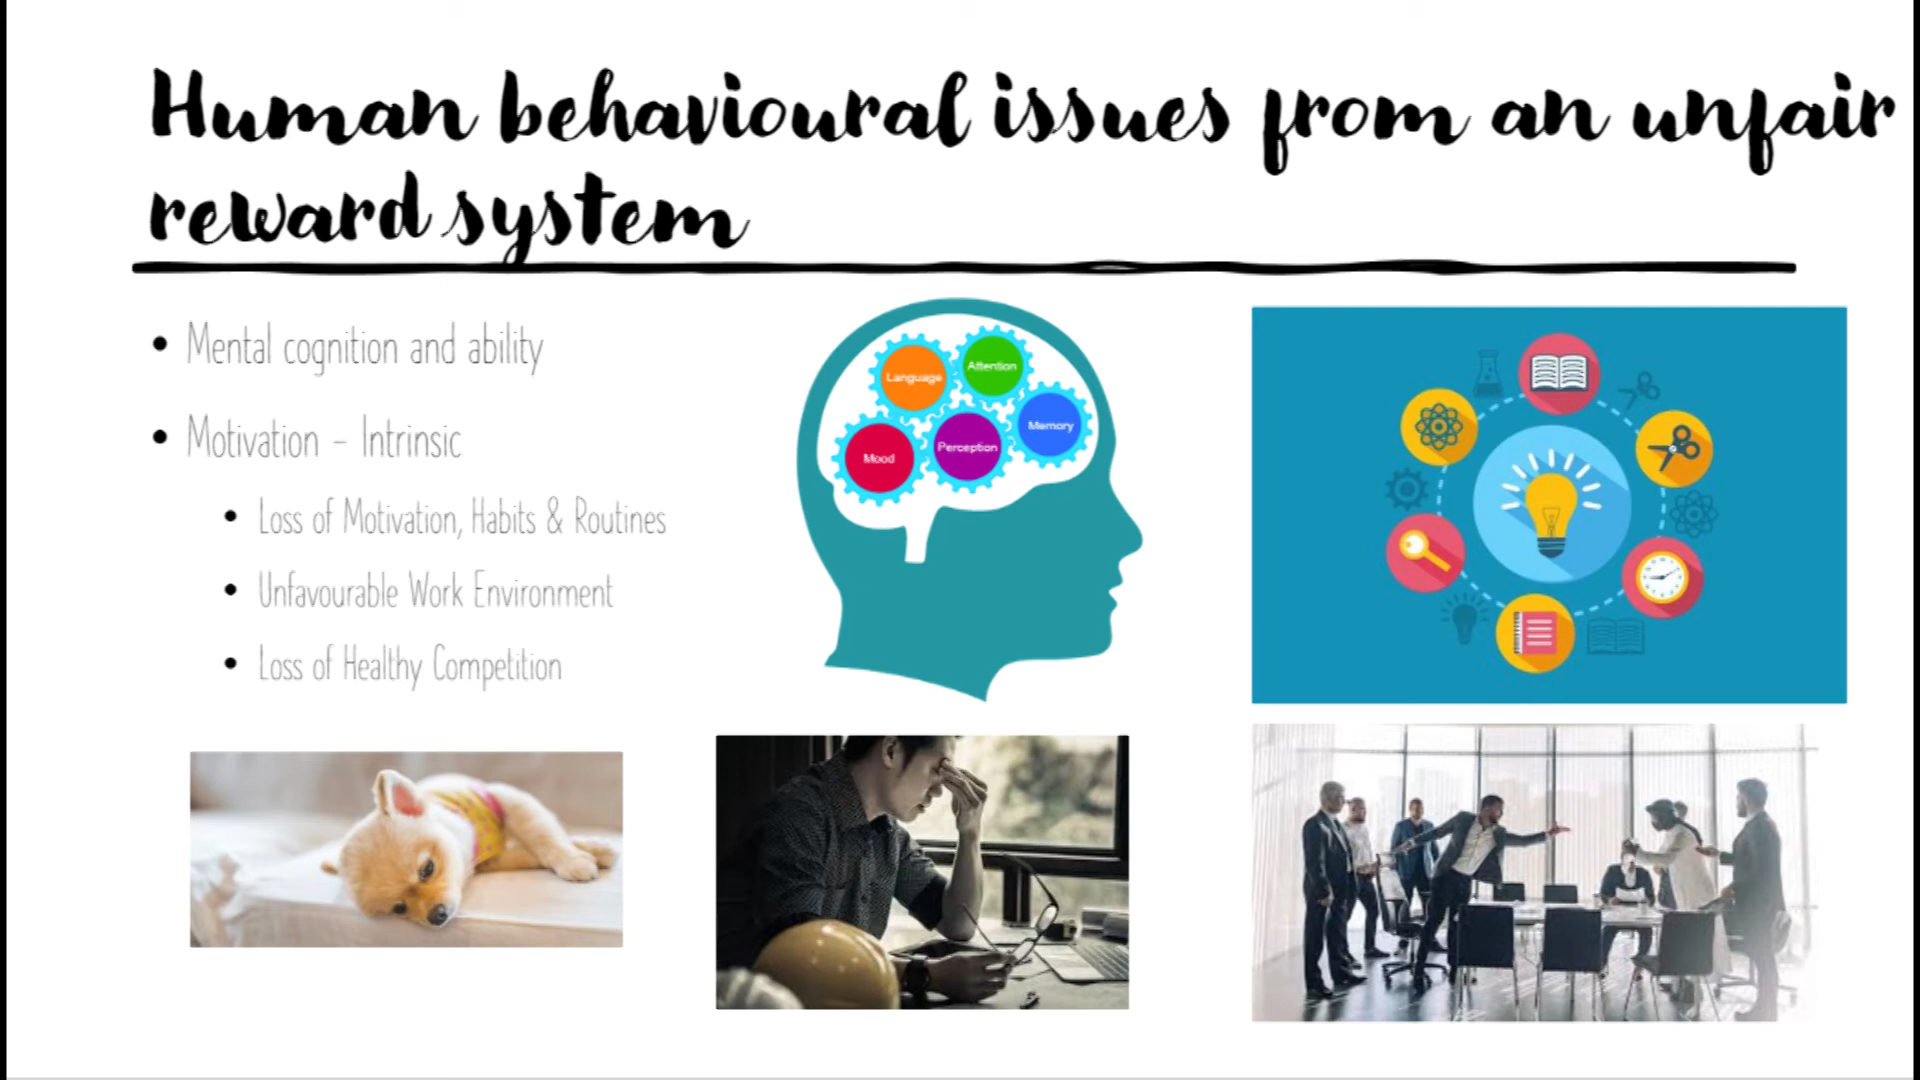 Human behavioural issues from an unfair
reward system
• Mental cognition and ability
• Motivation – Intrinsic
• Loss of Motivation, Habits & Routines
• Unfavourable Work Environment
• Loss of Healthy Competition
Language
Attention
Mood
Perception
Memory